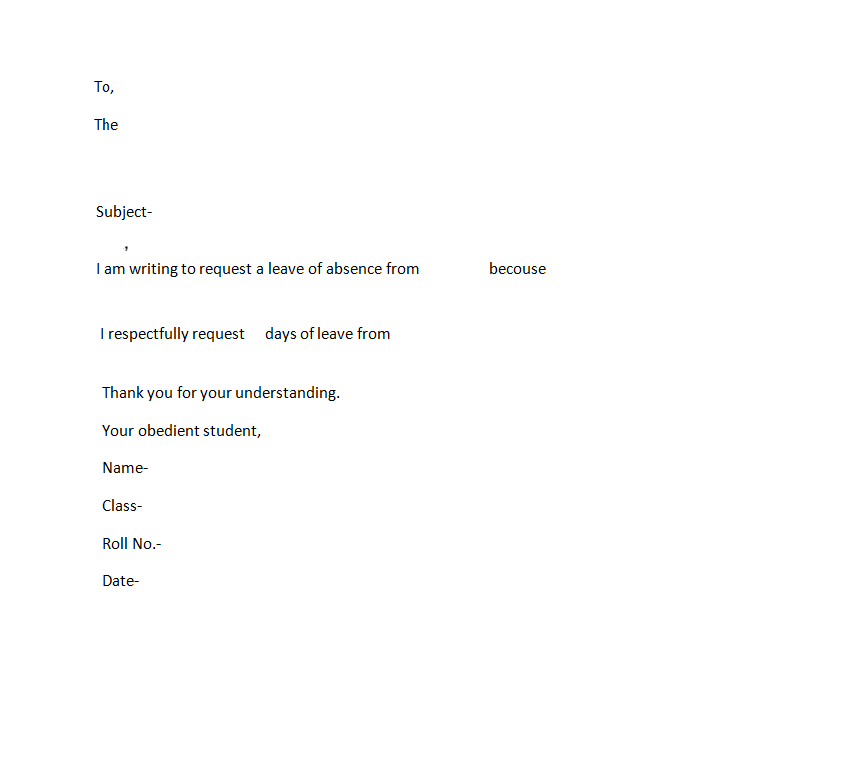 To,
The
Subject-
,
I am writing to request a leave of absence from becouse
I respectfully request days of leave from
Thank you for your understanding.
Your obedient student,
Name-
Class-
Roll No.-
Date-